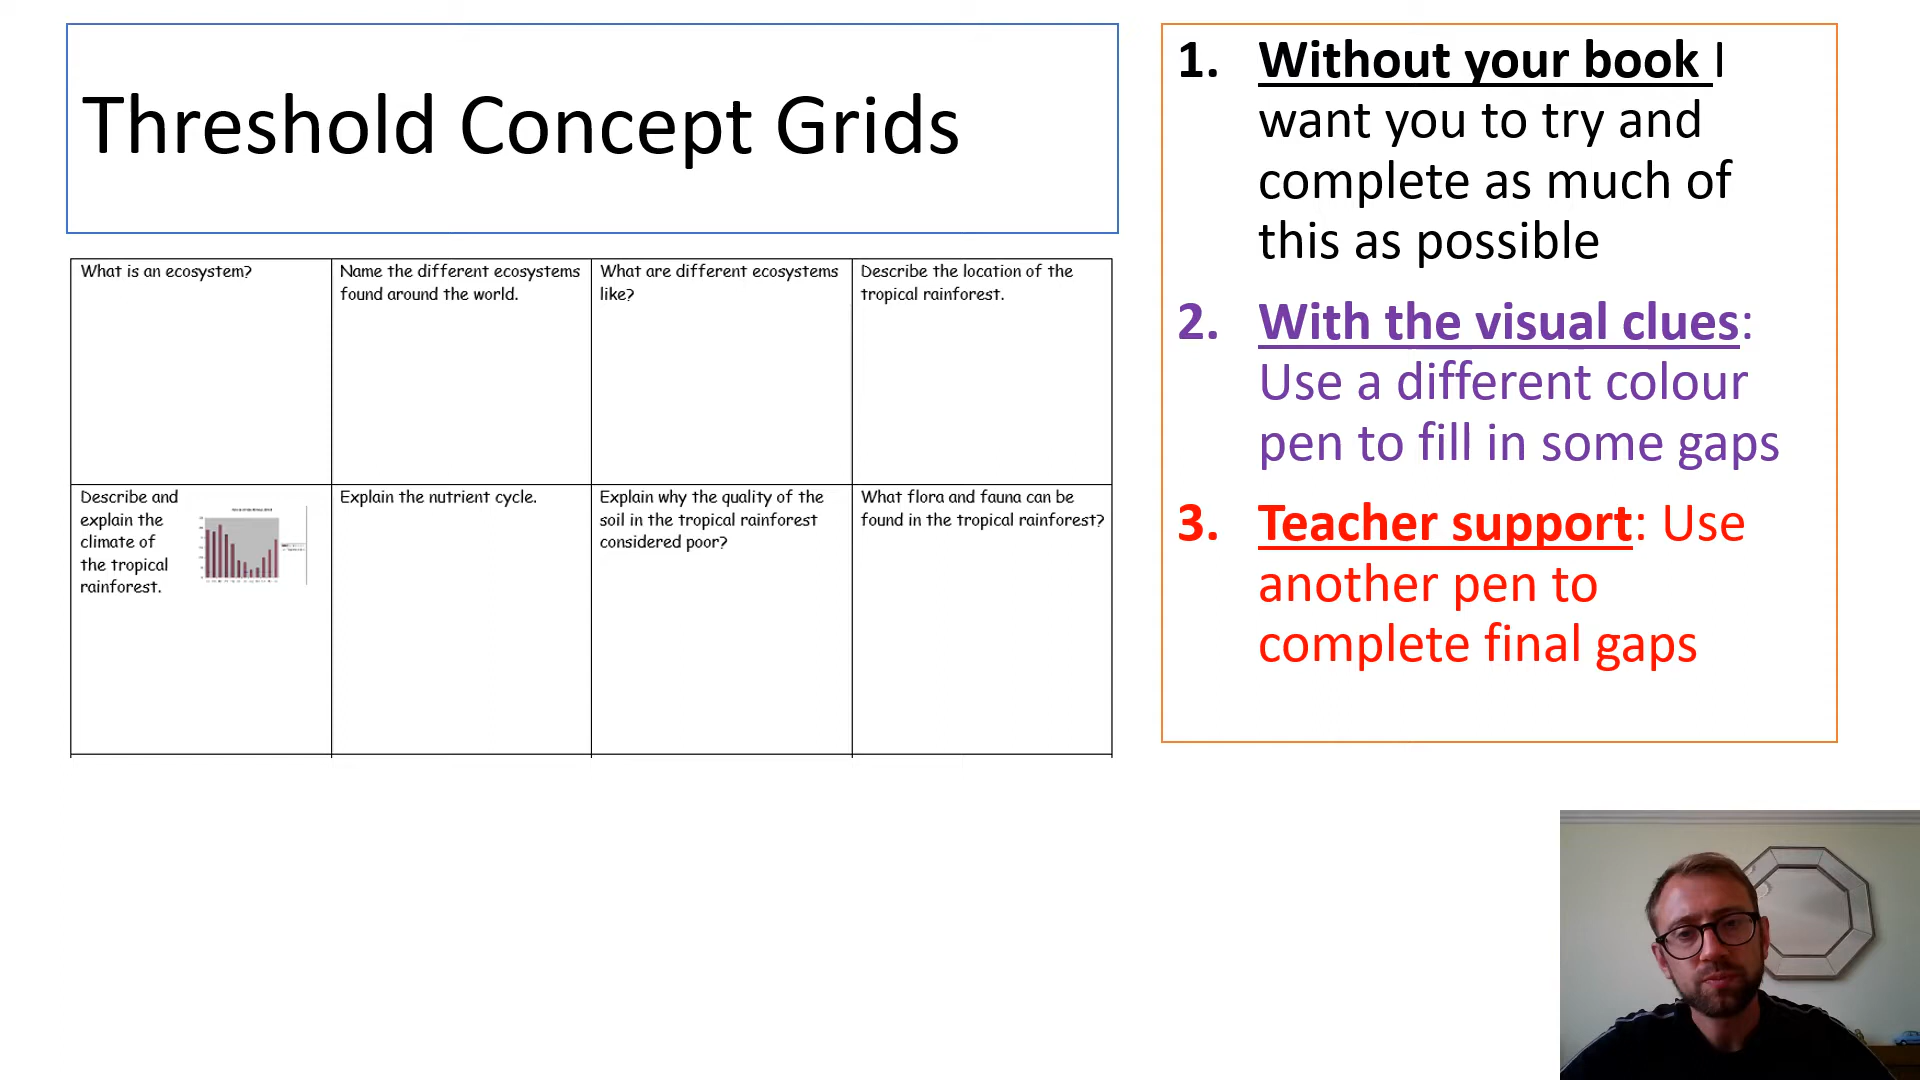 Threshold Concept Grids
What is an ecosystem?
Name the different ecosystems
found around the world.
What are different ecosystems
like?
Describe the location of the
tropical rainforest.
Describe and
explain the
climate of
the tropical
rainforest.
Explain the nutrient cycle.
Explain why the quality of the
soil in the tropical rainforest
considered poor?
What flora and fauna can be
found in the tropical rainforest?
1. Without your book I
want you to try and
complete as much of
this as possible
2. With the visual clues:
Use a different colour
pen to fill in some gaps
3. Teacher support: Use
another pen to
complete final gaps